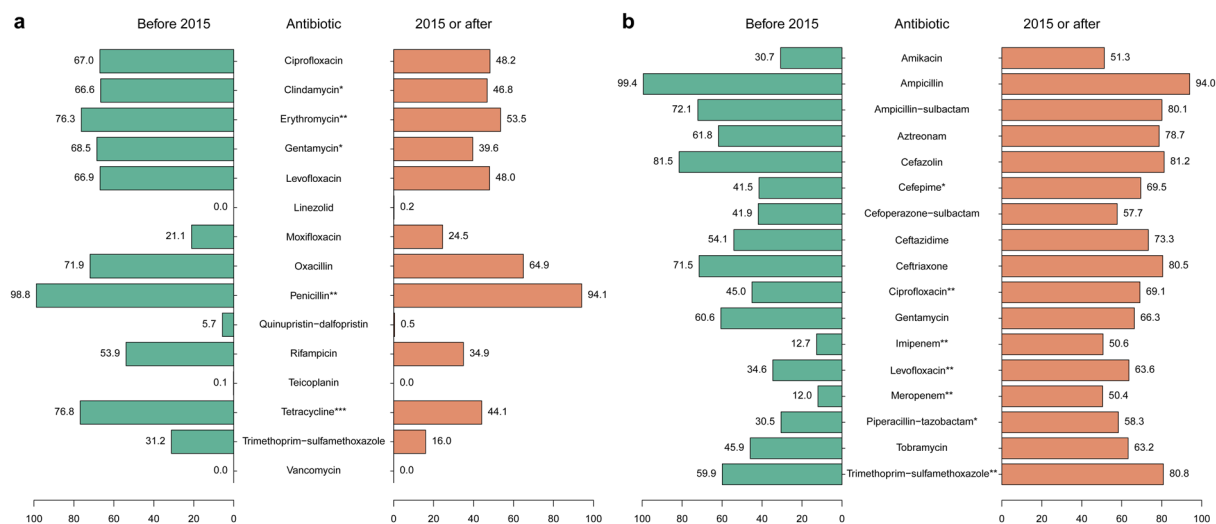 a
Before 2015 Antibiotic 2015 or after
67.0 Ciprofloxacin 48.2
66.6 Clindamycin* 46.8
76.3 Erythromycin** 53.5
68.5 Gentamycin* 39.6
66.9 Levofloxacin 48.0
0.0 Linezolid 0.2
21.1 Moxifloxacin 24.5
71.9 Oxacillin 64.9
98.8 Penicillin** 94.1
5.7 Quinupristin−dalfopristin 0.5
53.9 Rifampicin 34.9
0.1 Teicoplanin 0.0
76.8 Tetracycline*** 44.1
31.2 Trimethoprim−sulfamethoxazole 16.0
0.0 Vancomycin 0.0
100 80 60 40 20 0 0 20 40 60 80 100
b
Before 2015 Antibiotic 2015 or after
30.7 Amikacin 51.3
99.4 Ampicillin 94.0
72.1 Ampicillin−sulbactam 80.1
61.8 Aztreonam 78.7
81.5 Cefazolin 81.2
41.5 Cefepime* 69.5
41.9 Cefoperazone−sulbactam 57.7
54.1 Ceftazidime 73.3
71.5 Ceftriaxone 80.5
45.0 Ciprofloxacin** 69.1
60.6 Gentamycin 66.3
12.7 Imipenem** 50.6
34.6 Levofloxacin** 63.6
12.0 Meropenem** 50.4
30.5 Piperacillin−tazobactam* 58.3
45.9 Tobramycin 63.2
59.9 Trimethoprim−sulfamethoxazole** 80.8
100 80 60 40 20 0 0 20 40 60 80 100